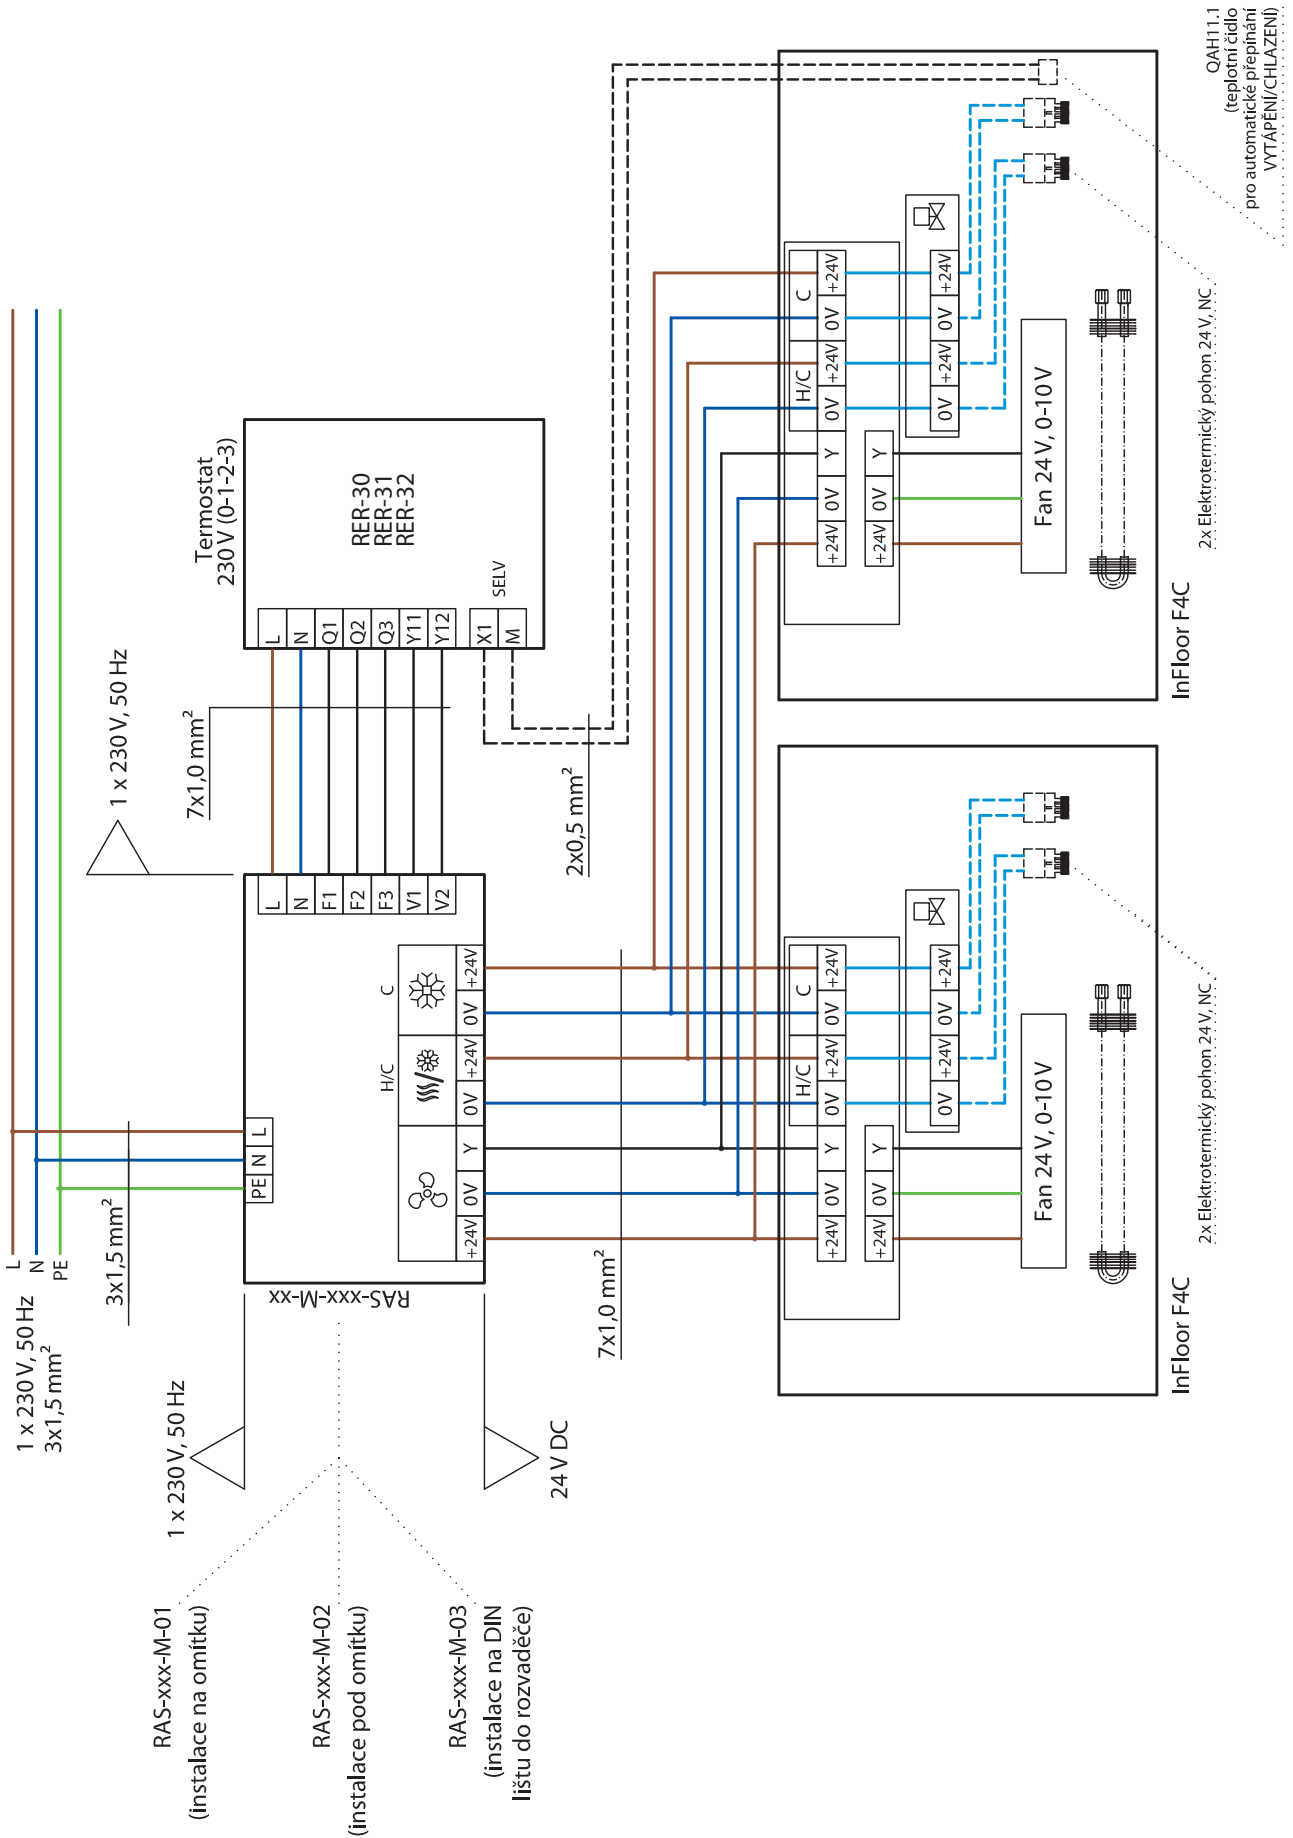 L
N
PE
1 x 230 V, 50 Hz
3x1,5 mm²
3x1,5 mm²
1 x 230 V, 50 Hz
24 V DC
RAS-xxx-M-01
(instalace na omítku)
RAS-xxx-M-02
(instalace pod omítku)
RAS-xxx-M-03
(instalace na DIN
lištu do rozvaděče)
RAS-xxx-M-xx
PE
N
L
1 x 230 V, 50 Hz
L
N
F1
F2
F3
V1
V2
H/C
C
+24V
0V
Y
0V
+24V
0V
+24V
7x1,0 mm²
Termostat
230 V (0-1-2-3)
RER-30
RER-31
RER-32
L
N
Q1
Q2
Q3
Y11
Y12
X1
M
SELV
2x0,5 mm²
7x1,0 mm²
H/C
C
+24V
0V
Y
0V
+24V
0V
+24V
+24V
0V
Y
0V
+24V
0V
+24V
Fan 24 V, 0-10 V
InFloor F4C
2x Elektrotermický pohon 24 V, NC
H/C
C
+24V
0V
Y
0V
+24V
0V
+24V
+24V
0V
Y
0V
+24V
0V
+24V
Fan 24 V, 0-10 V
InFloor F4C
2x Elektrotermický pohon 24 V, NC
QAH11.1
(teplotní čidlo
pro automatické přepínání
VYTÁPĚNÍ/CHLAZENÍ)